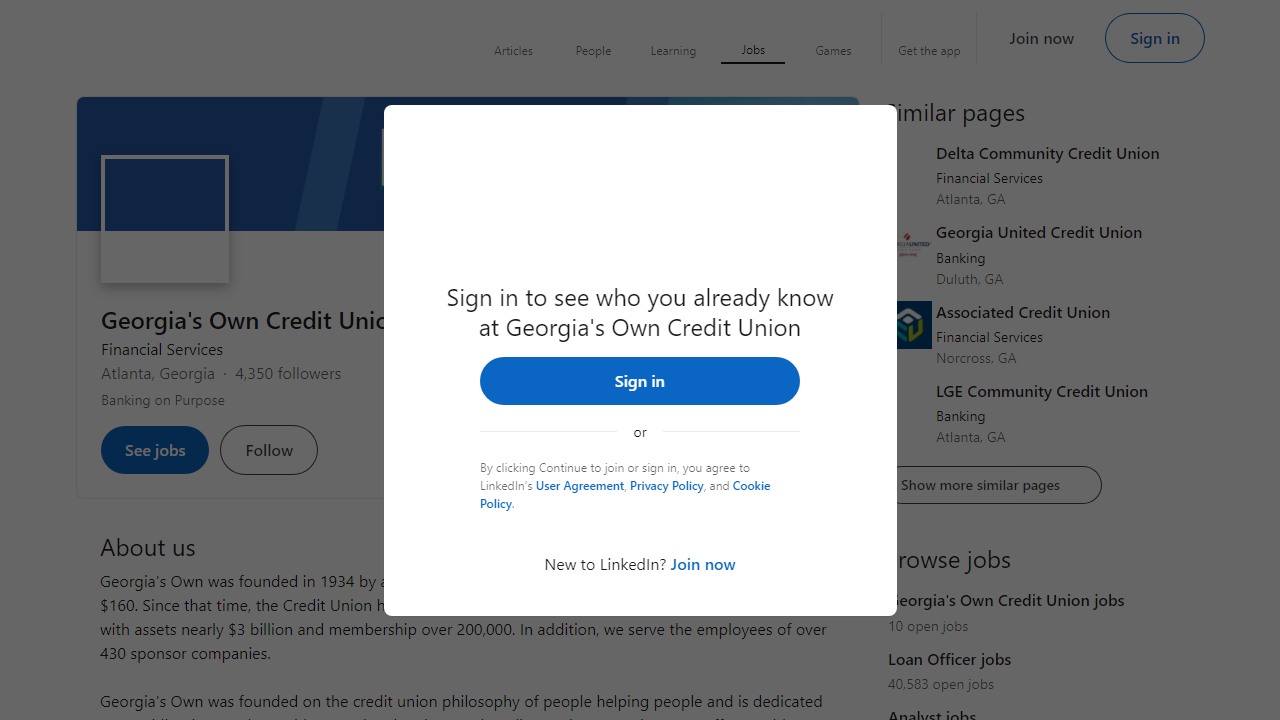 Articles
People
Learning
Jobs
Games
Get the app
Join now
Sign in
Georgia's Own Credit Unio
Financial Services
Atlanta, Georgia · 4,350 followers
Banking on Purpose
See jobs
Follow
About us
Georgia's Own was founded in 1934 by
$160. Since that time, the Credit Union
with assets nearly $3 billion and membership over 200,000. In addition, we serve the employees of over
430 sponsor companies.
Georgia's Own was founded on the credit union philosophy of people helping people and is dedicated
Sign in to see who you already know
at Georgia's Own Credit Union
Sign in
or
By clicking Continue to join or sign in, you agree to
LinkedIn's User Agreement, Privacy Policy, and Cookie
Policy.
New to LinkedIn? Join now
Similar pages
Delta Community Credit Union
Financial Services
Atlanta, GA
Georgia United Credit Union
Banking
Duluth, GA
Associated Credit Union
Financial Services
Norcross, GA
LGE Community Credit Union
Banking
Atlanta, GA
Show more similar pages
Browse jobs
Georgia's Own Credit Union jobs
10 open jobs
Loan Officer jobs
40,583 open jobs
Analyst jobs